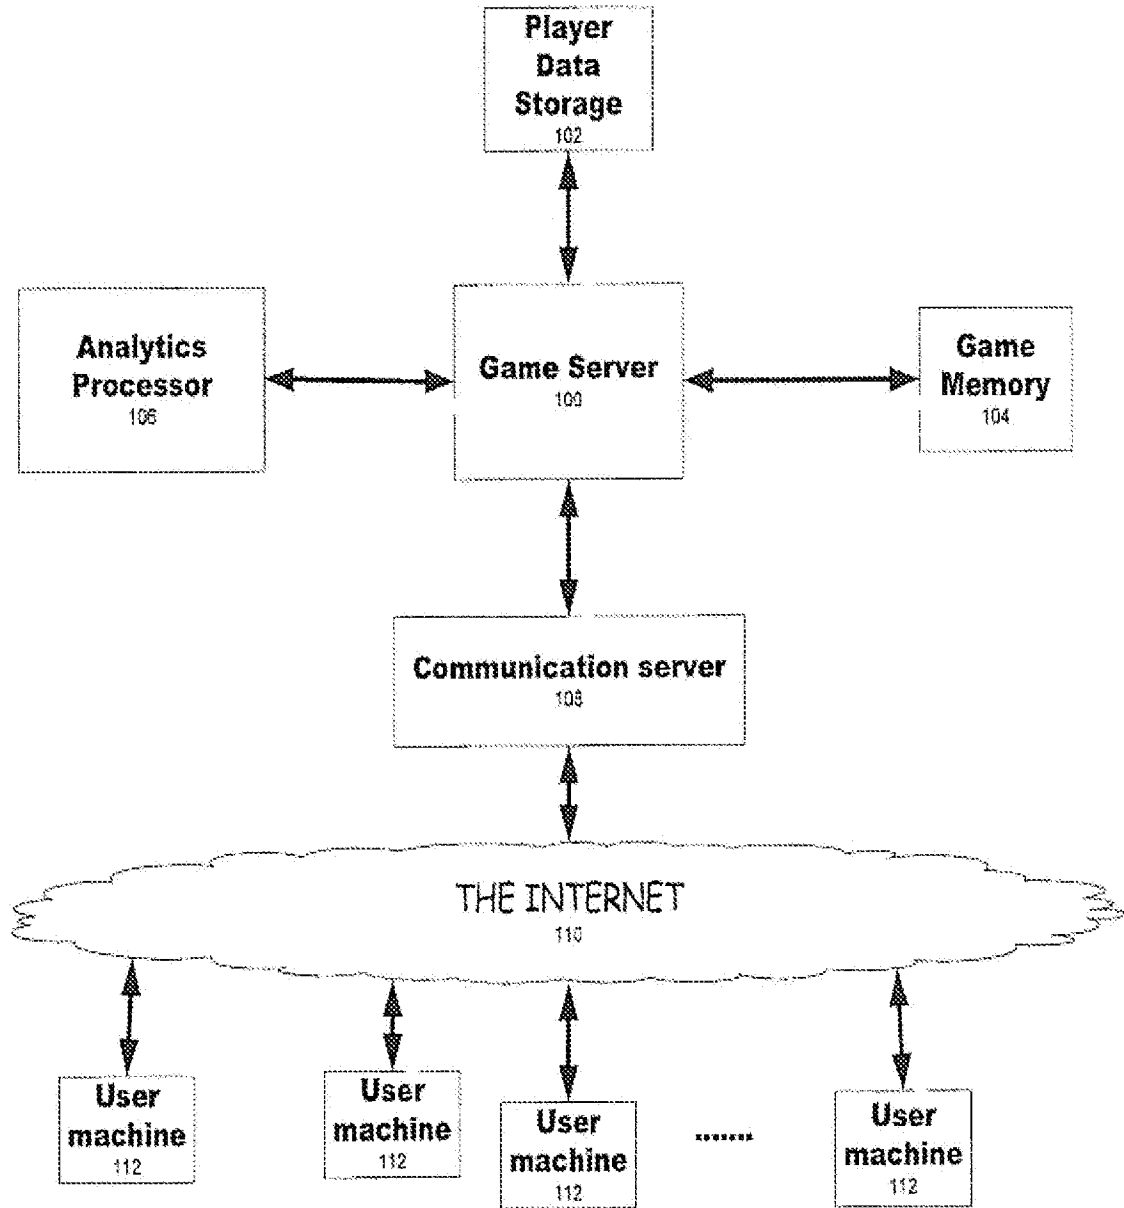 Player
Data
Storage
102
Analytics
Processor
106
Game Server
100
Game
Memory
104
Communication server
108
THE INTERNET
110
User
machine
112
User
machine
112
User
machine
112
.......
User
machine
112